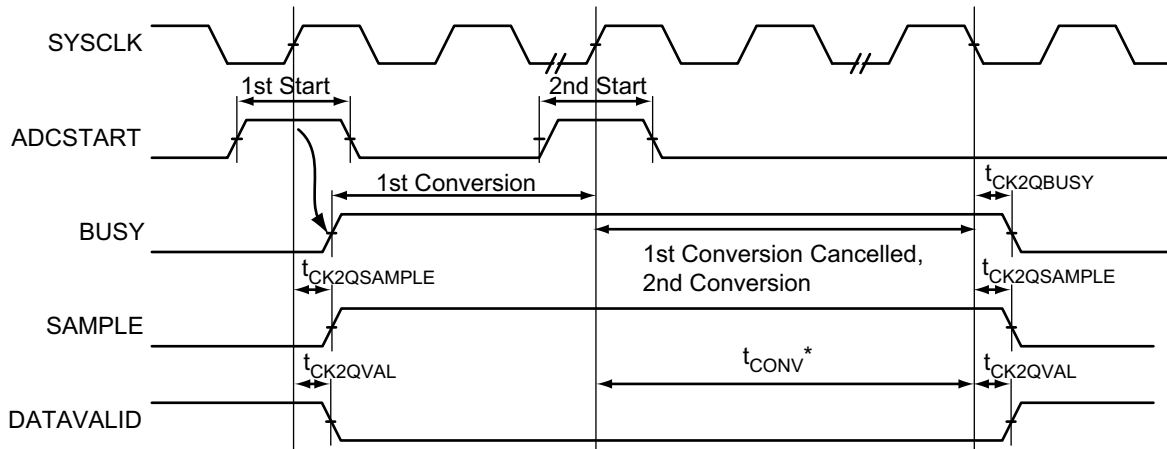 SYSCLK
1st Start
2nd Start
ADCSTART
1st Conversion
tCK2QBUSY
BUSY
1st Conversion Cancelled,
2nd Conversion
tCK2QSAMPLE
tCK2QSAMPLE
SAMPLE
tCK2QVAL
tCONV*
tCK2QVAL
DATAVALID